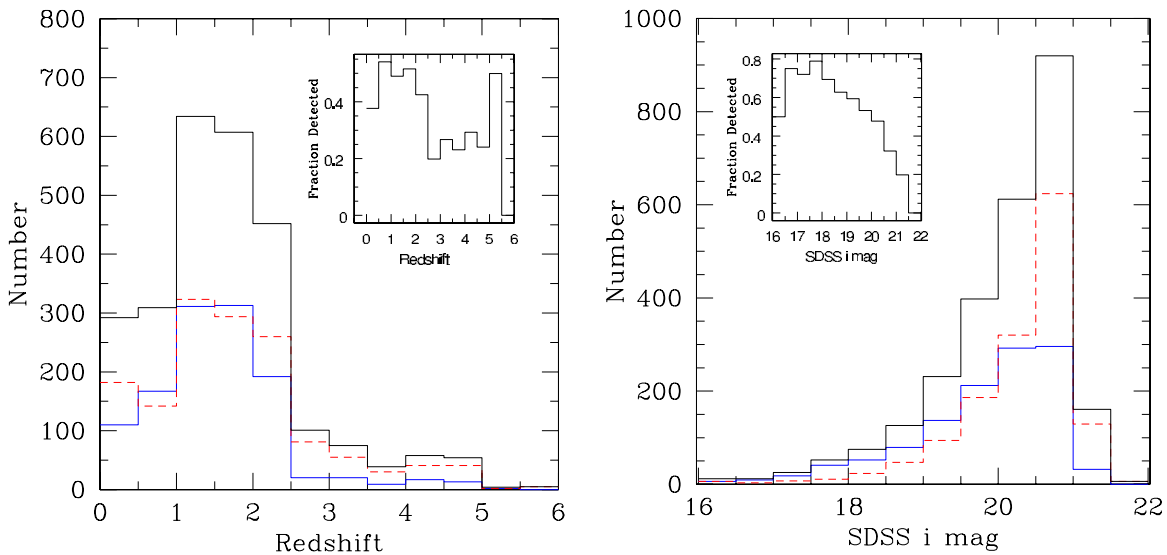 800
700
600
500
400
300
200
100
0
Number
0 1 2 3 4 5 6
Redshift
0.4
0.2
0
Fraction Detected
0 1 2 3 4 5 6
Redshift
1000
800
600
400
200
0
Number
16 18 20 22
SDSS i mag
0.8
0.6
0.4
0.2
0
Fraction Detected
16 17 18 19 20 21 22
SDSS i mag